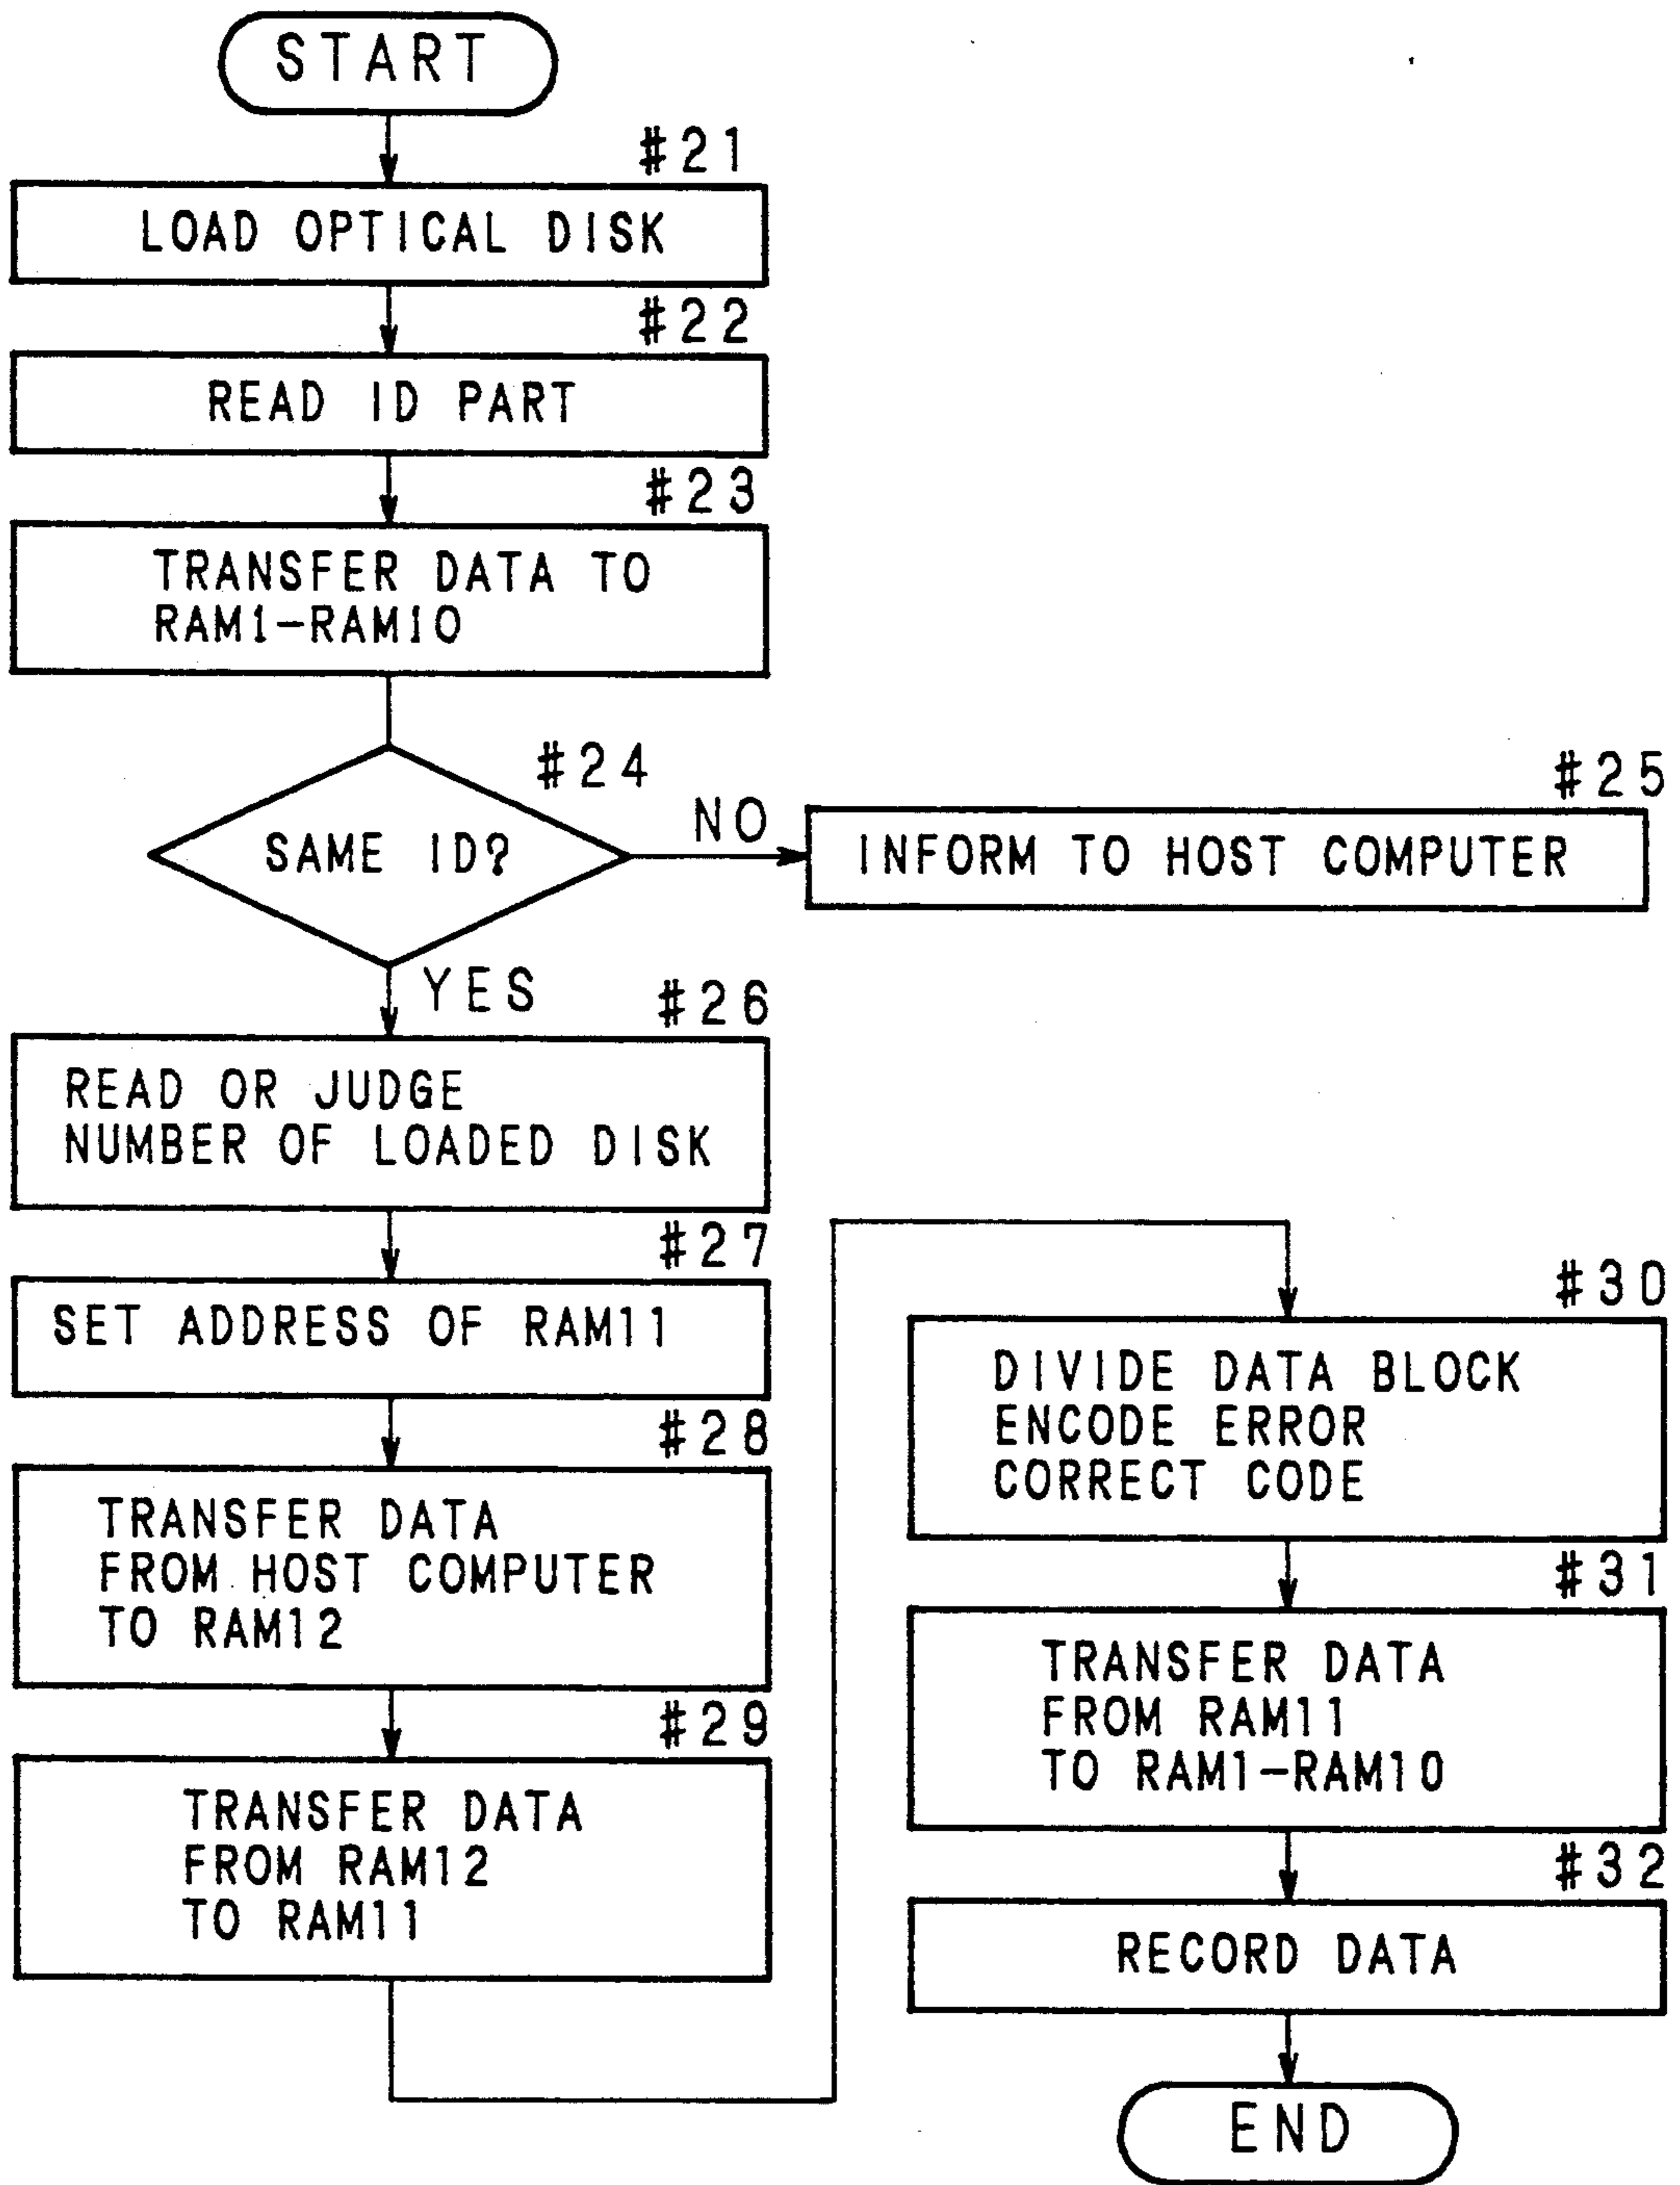 START
#21
LOAD OPTICAL DISK
#22
READ ID PART
#23
TRANSFER DATA TO
RAM1-RAM10
#24
SAME ID?
NO
#25
INFORM TO HOST COMPUTER
YES
#26
READ OR JUDGE
NUMBER OF LOADED DISK
#27
SET ADDRESS OF RAM11
#28
TRANSFER DATA
FROM HOST COMPUTER
TO RAM12
#29
TRANSFER DATA
FROM RAM12
TO RAM11
#30
DIVIDE DATA BLOCK
ENCODE ERROR
CORRECT CODE
#31
TRANSFER DATA
FROM RAM11
TO RAM1-RAM10
#32
RECORD DATA
END